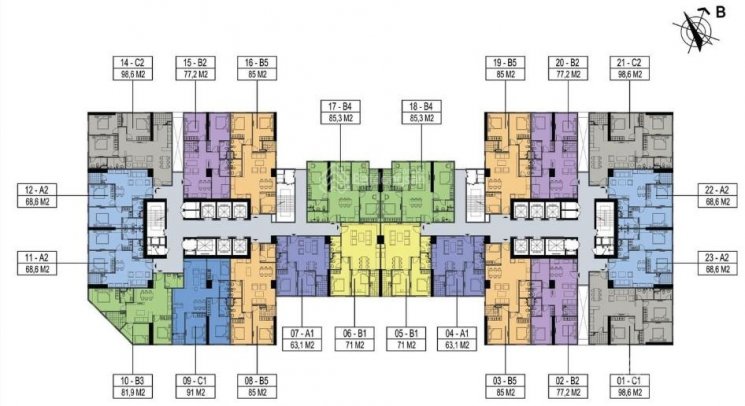 B
14 - C2
98,6 M2
15 - B2
77,2 M2
16 - B5
85 M2
19 - B5
85 M2
20 - B2
77,2 M2
21 - C2
98,6 M2
17 - B4
85,3 M2
18 - B4
85,3 M2
12 - A2
68,6 M2
22 - A2
68,6 M2
11 - A2
68,6 M2
23 - A2
68,6 M2
07 - A1
63,1 M2
06 - B1
71 M2
05 - B1
71 M2
04 - A1
63,1 M2
10 - B3
81,9 M2
09 - C1
91 M2
08 - B5
85 M2
03 - B5
85 M2
02 - B2
77,2 M2
01 - C1
98,6 M2